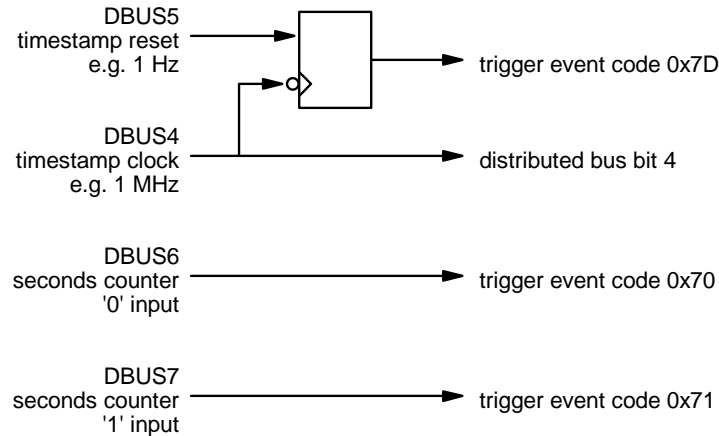 DBUS5
timestamp reset
e.g. 1 Hz
trigger event code 0x7D
DBUS4
timestamp clock
e.g. 1 MHz
distributed bus bit 4
DBUS6
seconds counter
'0' input
trigger event code 0x70
DBUS7
seconds counter
'1' input
trigger event code 0x71